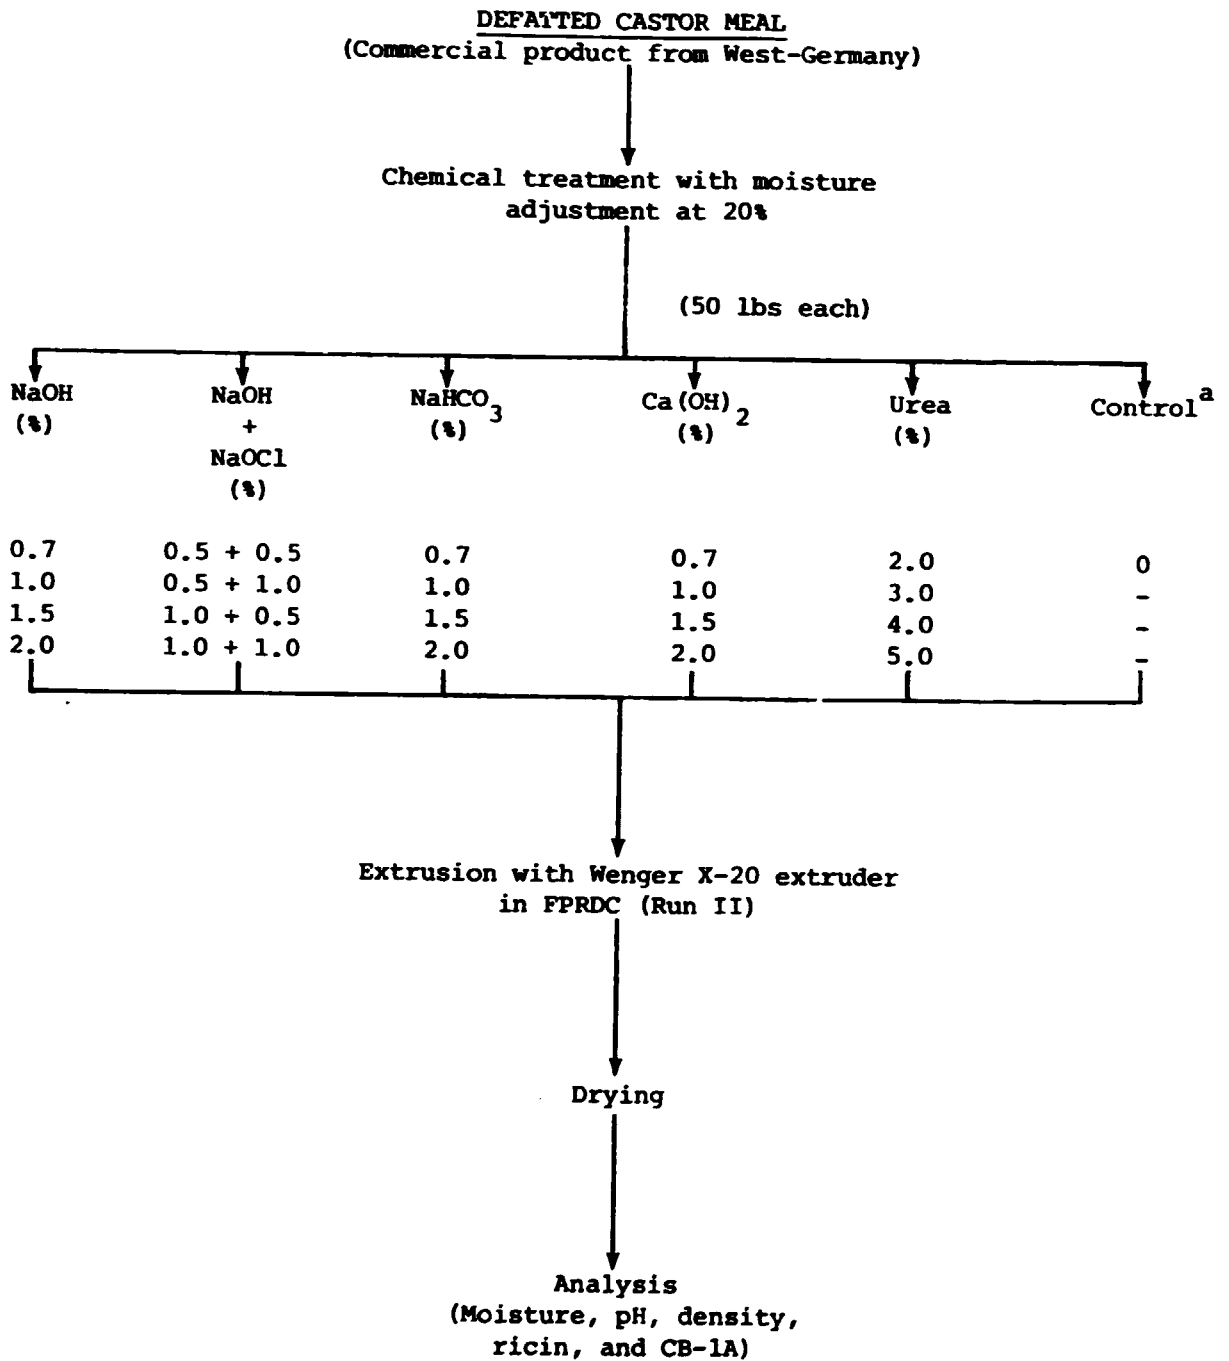 DEFATTED CASTOR MEAL
(Commercial product from West-Germany)
Chemical treatment with moisture
adjustment at 20%
(50 lbs each)
NaOH NaOH NaHCO3 Ca(OH)2 Urea Control a
(%) + (%) (%) (%)
NaOCl
(%)
0.7 0.5 + 0.5 0.7 0.7 2.0 0
1.0 0.5 + 1.0 1.0 1.0 3.0 -
1.5 1.0 + 0.5 1.5 1.5 4.0 -
2.0 1.0 + 1.0 2.0 2.0 5.0 -
Extrusion with Wenger X-20 extruder
in FPRDC (Run II)
Drying
Analysis
(Moisture, pH, density,
ricin, and CB-1A)